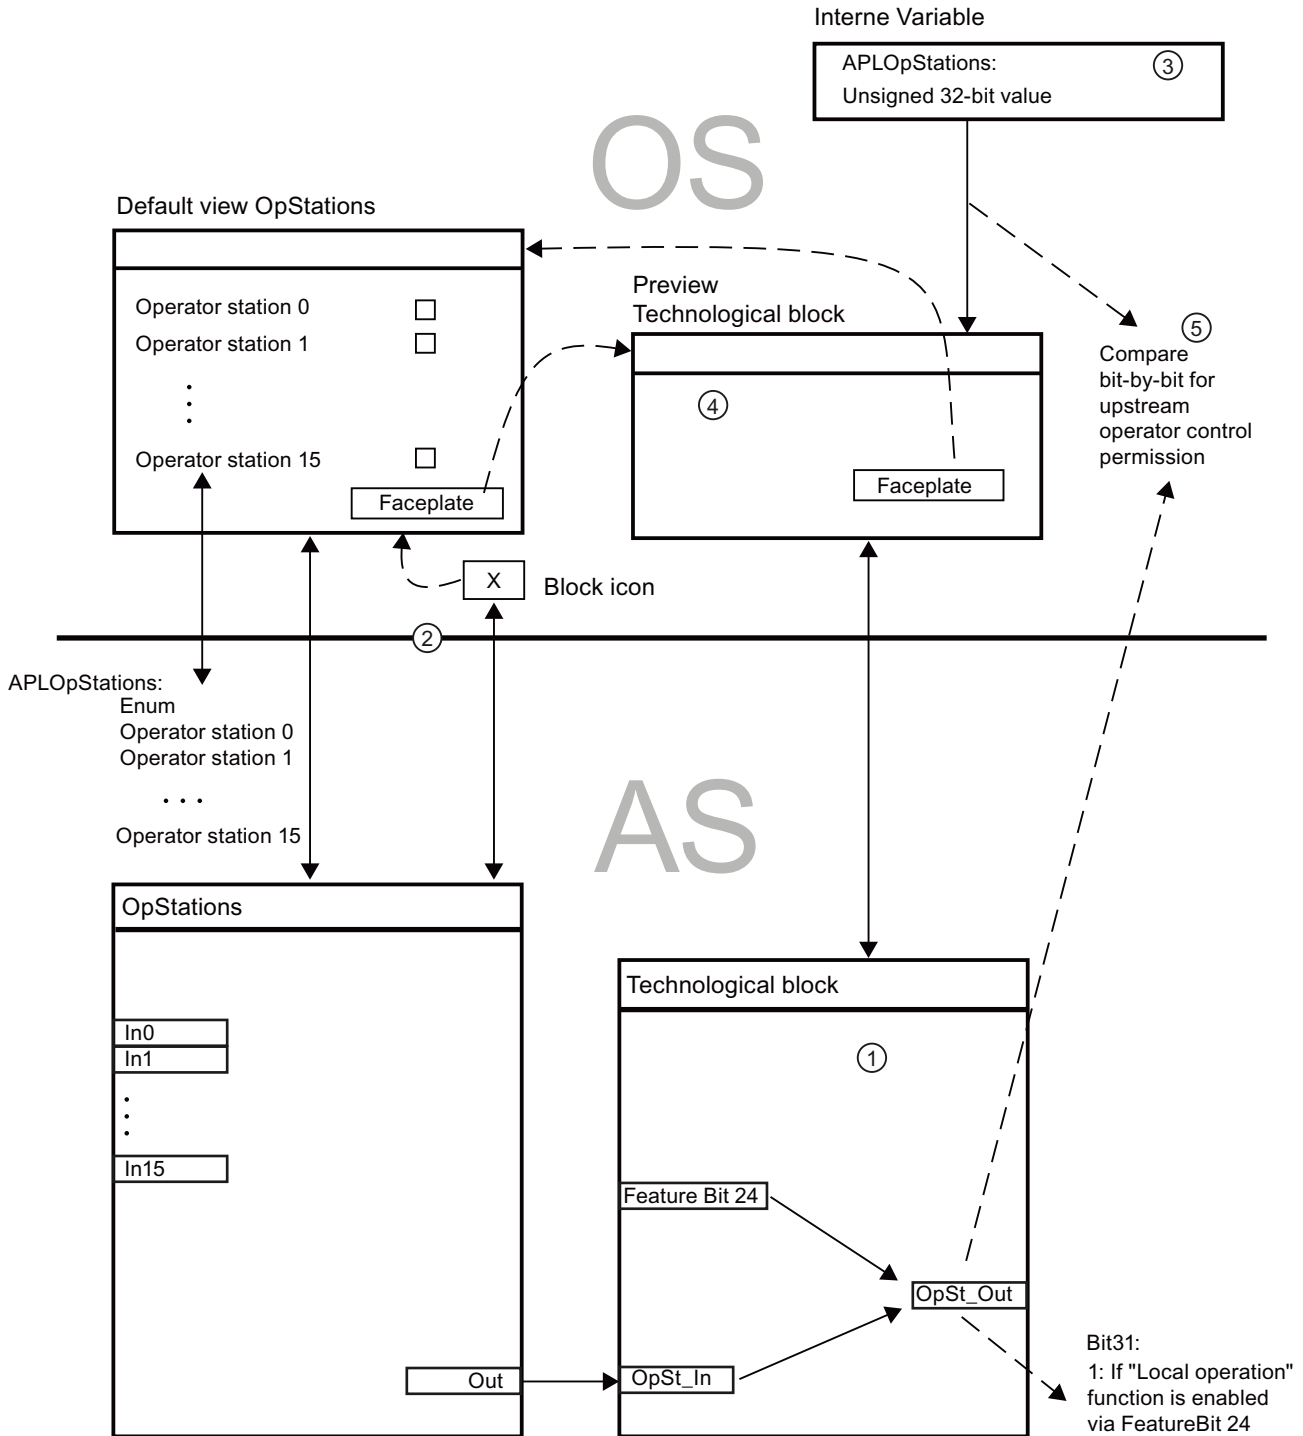 Interne Variable
APLOpStations:
3
Unsigned 32-bit value
OS
Default view OpStations
Operator station 0
Operator station 1
Operator station 15
Faceplate
Preview
Technological block
4
Faceplate
5
Compare
bit-by-bit for
upstream
operator control
permission
X
Block icon
2
APLOpStations:
Enum
Operator station 0
Operator station 1
. . .
Operator station 15
AS
OpStations
In0
In1
In15
Out
Technological block
1
Feature Bit 24
OpSt_Out
OpSt_In
Bit31:
1: If "Local operation"
function is enabled
via FeatureBit 24